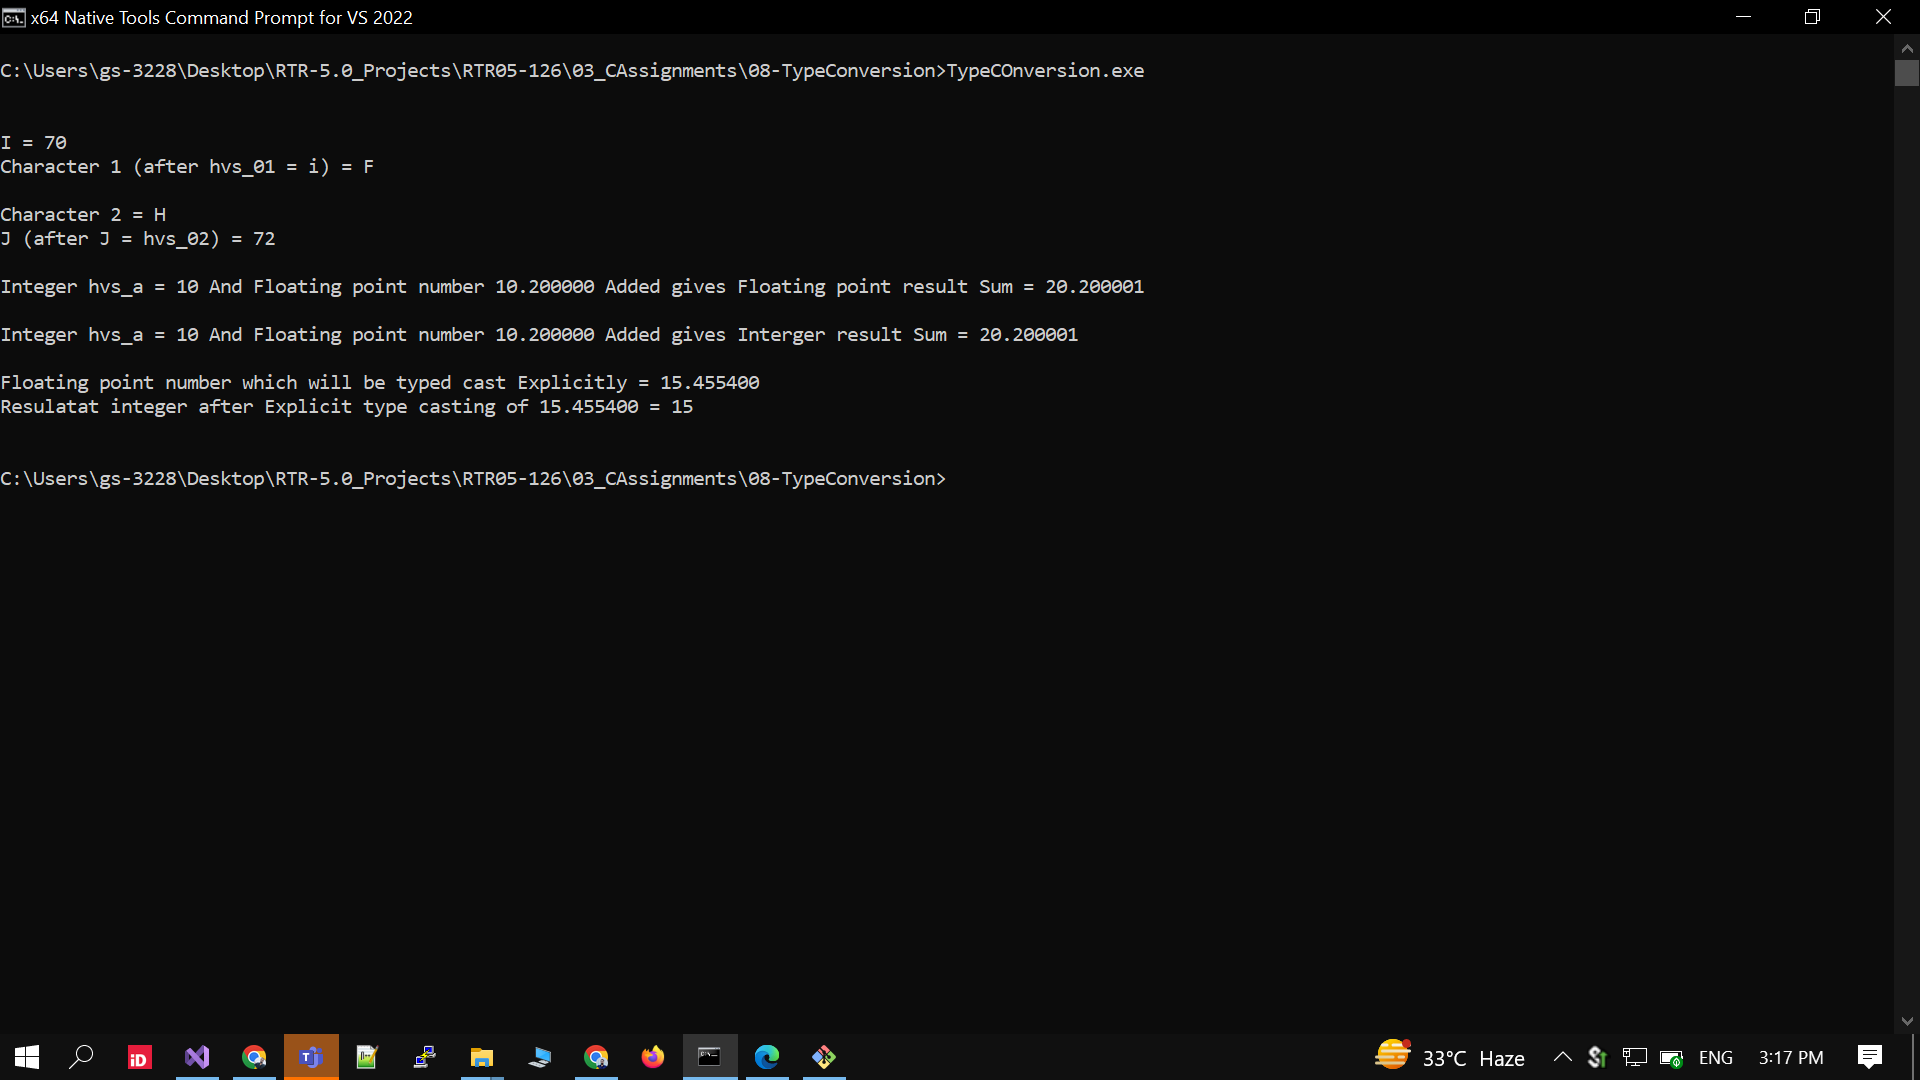 x64 Native Tools Command Prompt for VS 2022
C:\Users\gs-3228\Desktop\RTR-5.0_Projects\RTR05-126\03_CAssignments\08-TypeConversion>TypeCOnversion.exe
I = 70
Character 1 (after hvs_01 = i) = F
Character 2 = H
J (after J = hvs_02) = 72
Integer hvs_a = 10 And Floating point number 10.200000 Added gives Floating point result Sum = 20.200001
Integer hvs_a = 10 And Floating point number 10.200000 Added gives Interger result Sum = 20.200001
Floating point number which will be typed cast Explicitly = 15.455400
Resulatat integer after Explicit type casting of 15.455400 = 15
C:\Users\gs-3228\Desktop\RTR-5.0_Projects\RTR05-126\03_CAssignments\08-TypeConversion>
iD
33°C Haze
ENG
3:17 PM